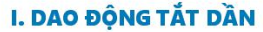 I. DAO ĐỘNG TẮT DẦN